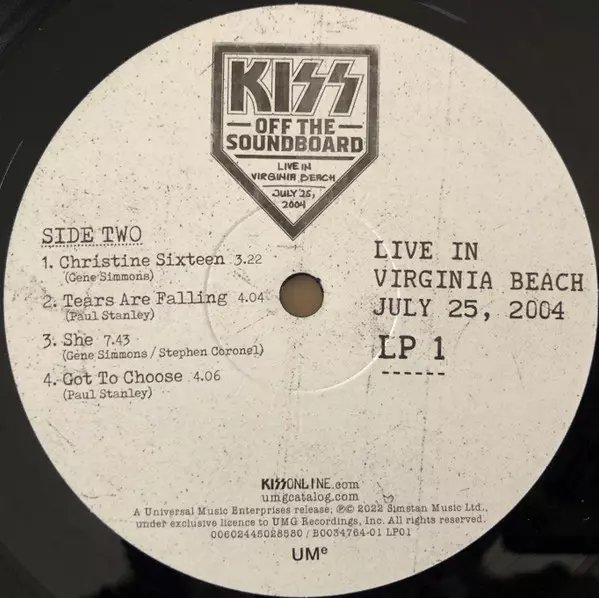 KISS
OFF THE
SOUNDBOARD
LIVE IN
VIRGINIA BEACH
JULY 25,
2004
SIDE TWO
1. Christine Sixteen 3.22
(Gene Simmons)
2. Tears Are Falling 4.04
(Paul Stanley)
3. She 7.43
(Gene Simmons / Stephen Coronel)
4. Got To Choose 4.06
(Paul Stanley)
LIVE IN
VIRGINIA BEACH
JULY 25, 2004
LP 1
------
KISSONLINE.com
umgcatalog.com
A Universal Music Enterprises release; ℗© 2022 Simstan Music Ltd.,
under exclusive licence to UMG Recordings, Inc. All rights reserved.
00602445028580 / B0034764-01 LP01
UMe